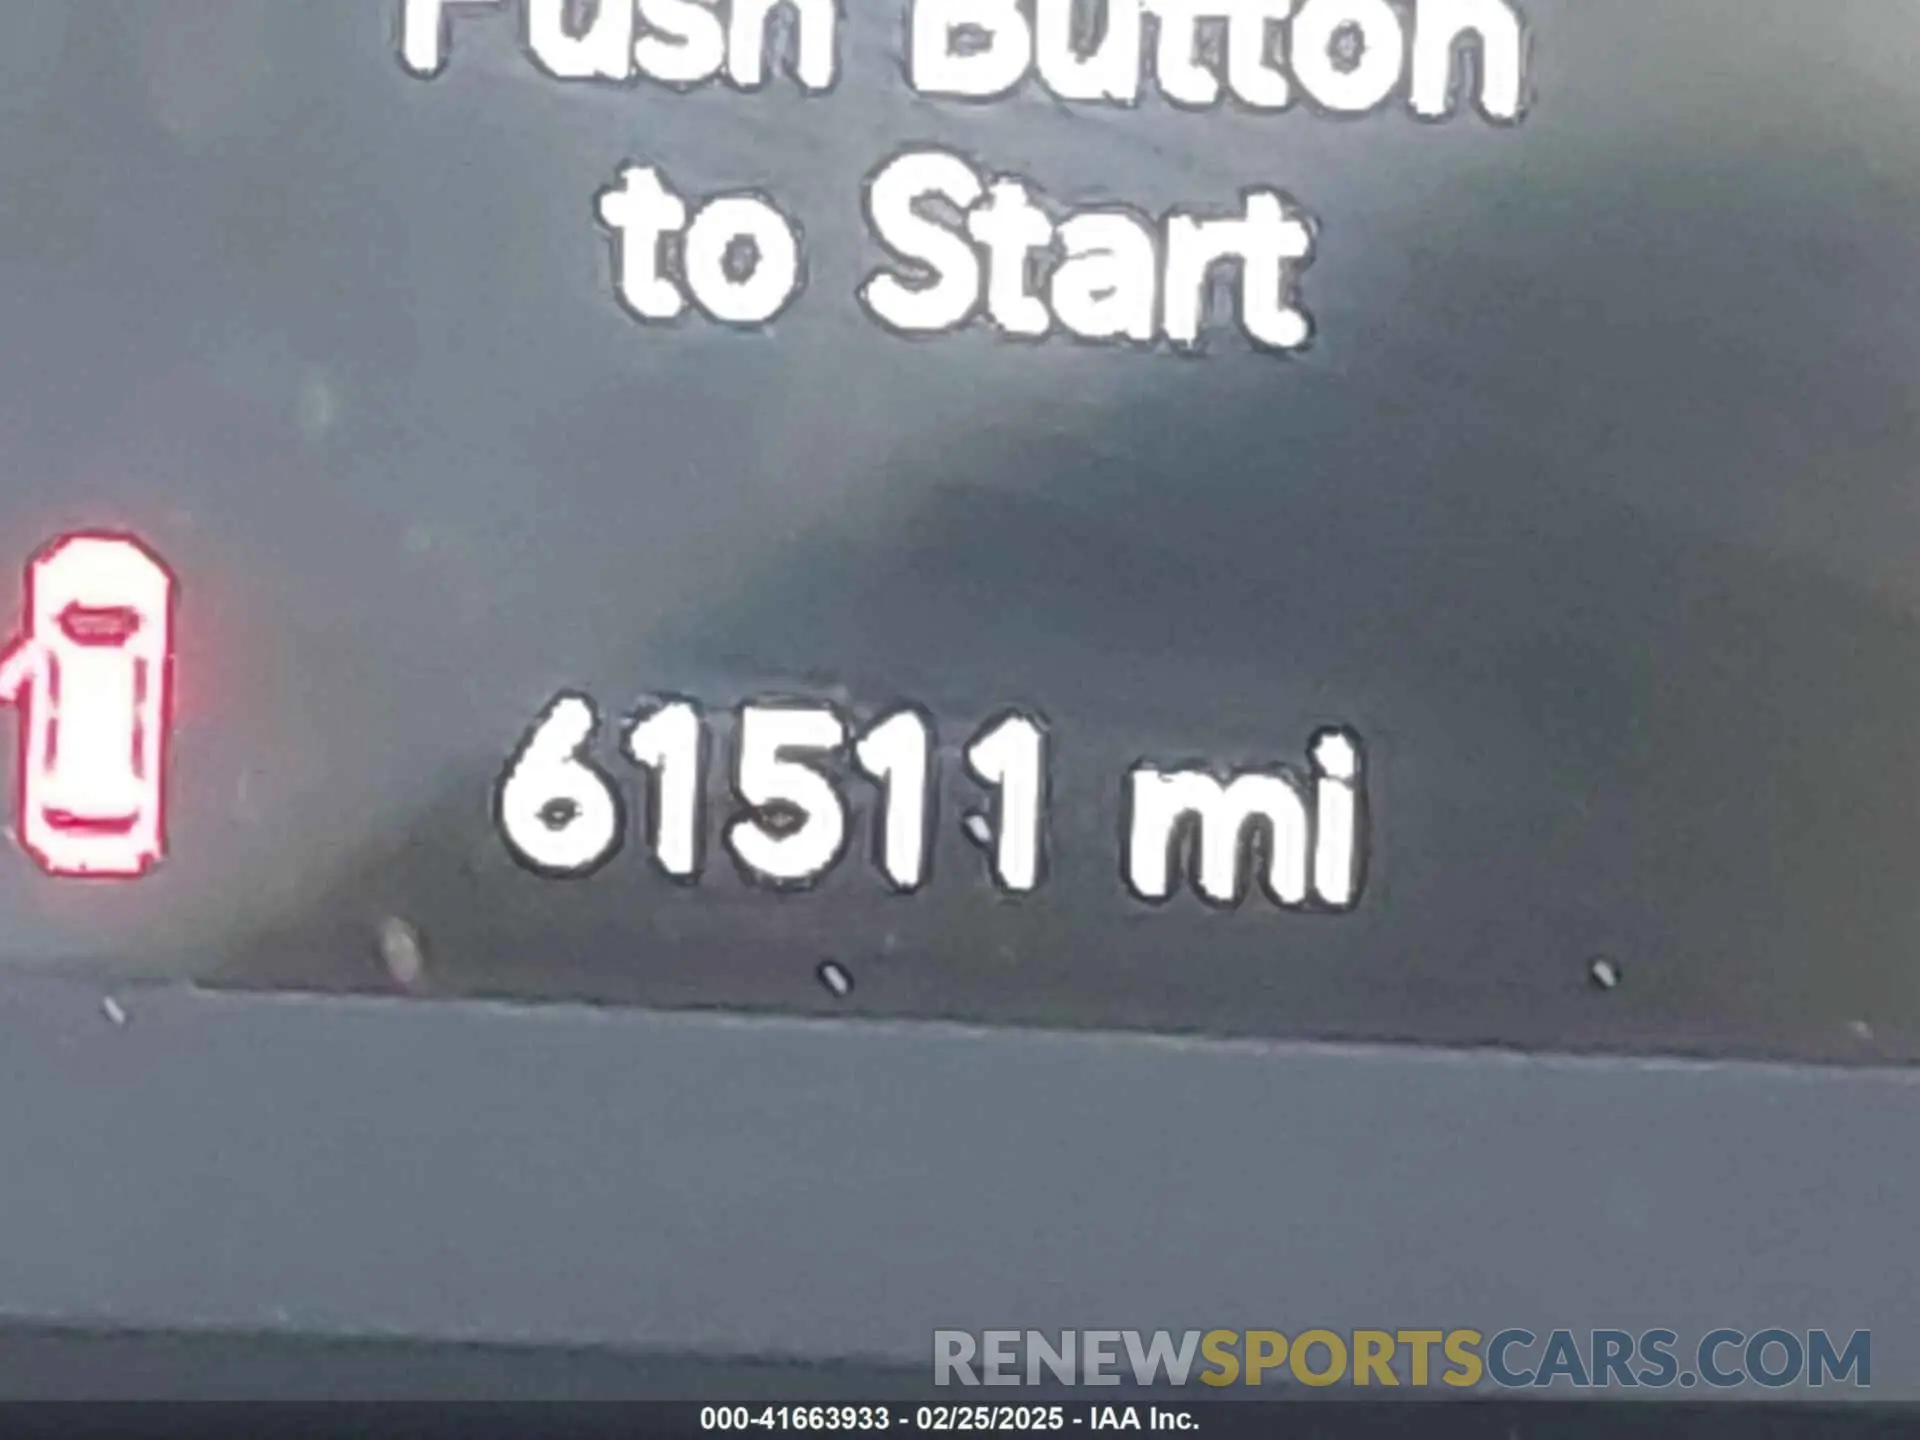 Push Button
to Start
61511 mi
RENEWSPORTSCARS.COM
000-41663933 - 02/25/2025 - IAA Inc.